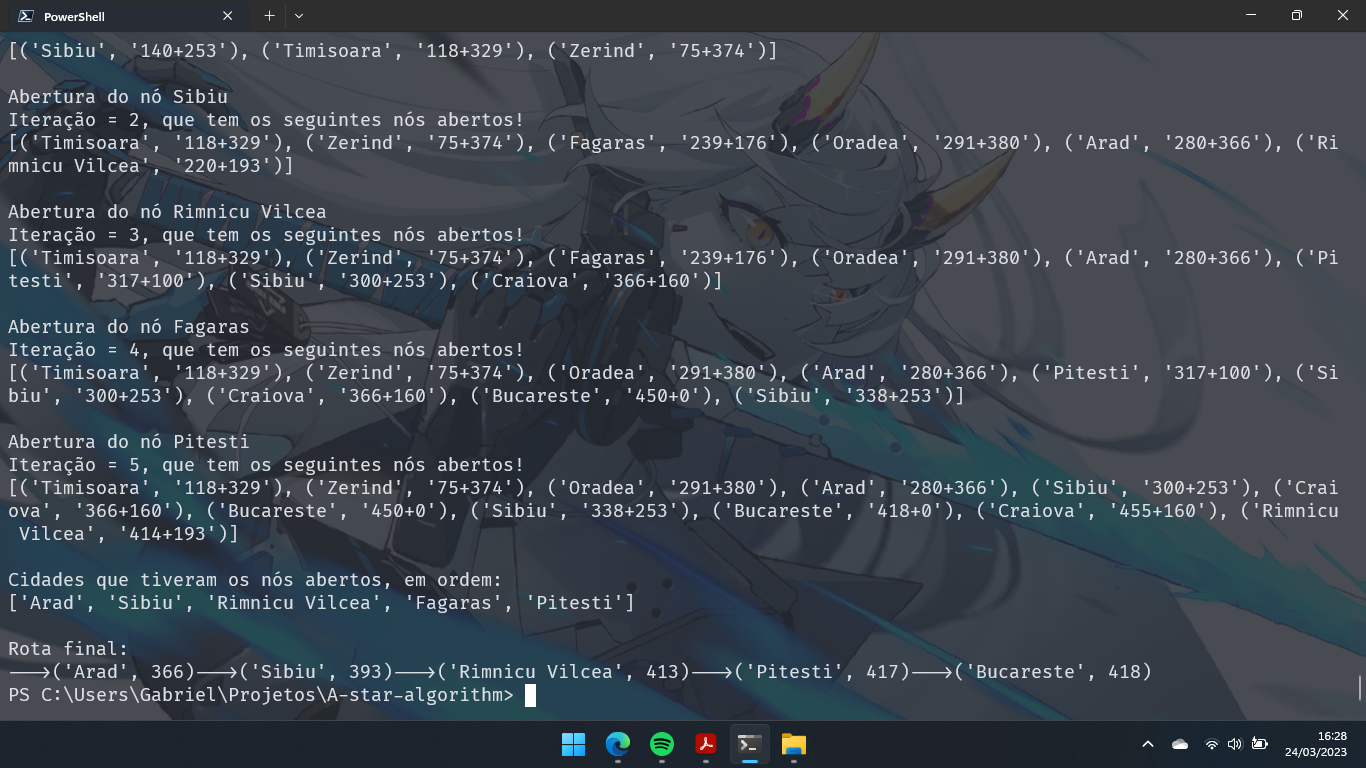 PowerShell
[('Sibiu', '140+253'), ('Timisoara', '118+329'), ('Zerind', '75+374')]
Abertura do nó Sibiu
Iteração = 2, que tem os seguintes nós abertos!
[('Timisoara', '118+329'), ('Zerind', '75+374'), ('Fagaras', '239+176'), ('Oradea', '291+380'), ('Arad', '280+366'), ('Ri
mnicu Vilcea', '220+193')]
Abertura do nó Rimnicu Vilcea
Iteração = 3, que tem os seguintes nós abertos!
[('Timisoara', '118+329'), ('Zerind', '75+374'), ('Fagaras', '239+176'), ('Oradea', '291+380'), ('Arad', '280+366'), ('Pi
testi', '317+100'), ('Sibiu', '300+253'), ('Craiova', '366+160')]
Abertura do nó Fagaras
Iteração = 4, que tem os seguintes nós abertos!
[('Timisoara', '118+329'), ('Zerind', '75+374'), ('Oradea', '291+380'), ('Arad', '280+366'), ('Pitesti', '317+100'), ('Si
biu', '300+253'), ('Craiova', '366+160'), ('Bucareste', '450+0'), ('Sibiu', '338+253')]
Abertura do nó Pitesti
Iteração = 5, que tem os seguintes nós abertos!
[('Timisoara', '118+329'), ('Zerind', '75+374'), ('Oradea', '291+380'), ('Arad', '280+366'), ('Sibiu', '300+253'), ('Crai
ova', '366+160'), ('Bucareste', '450+0'), ('Sibiu', '338+253'), ('Bucareste', '418+0'), ('Craiova', '455+160'), ('Rimnicu
 Vilcea', '414+193')]
Cidades que tiveram os nós abertos, em ordem:
['Arad', 'Sibiu', 'Rimnicu Vilcea', 'Fagaras', 'Pitesti']
Rota final:
--->('Arad', 366)--->('Sibiu', 393)--->('Rimnicu Vilcea', 413)--->('Pitesti', 417)--->('Bucareste', 418)
PS C:\Users\Gabriel\Projetos\A-star-algorithm>
16:28
24/03/2023